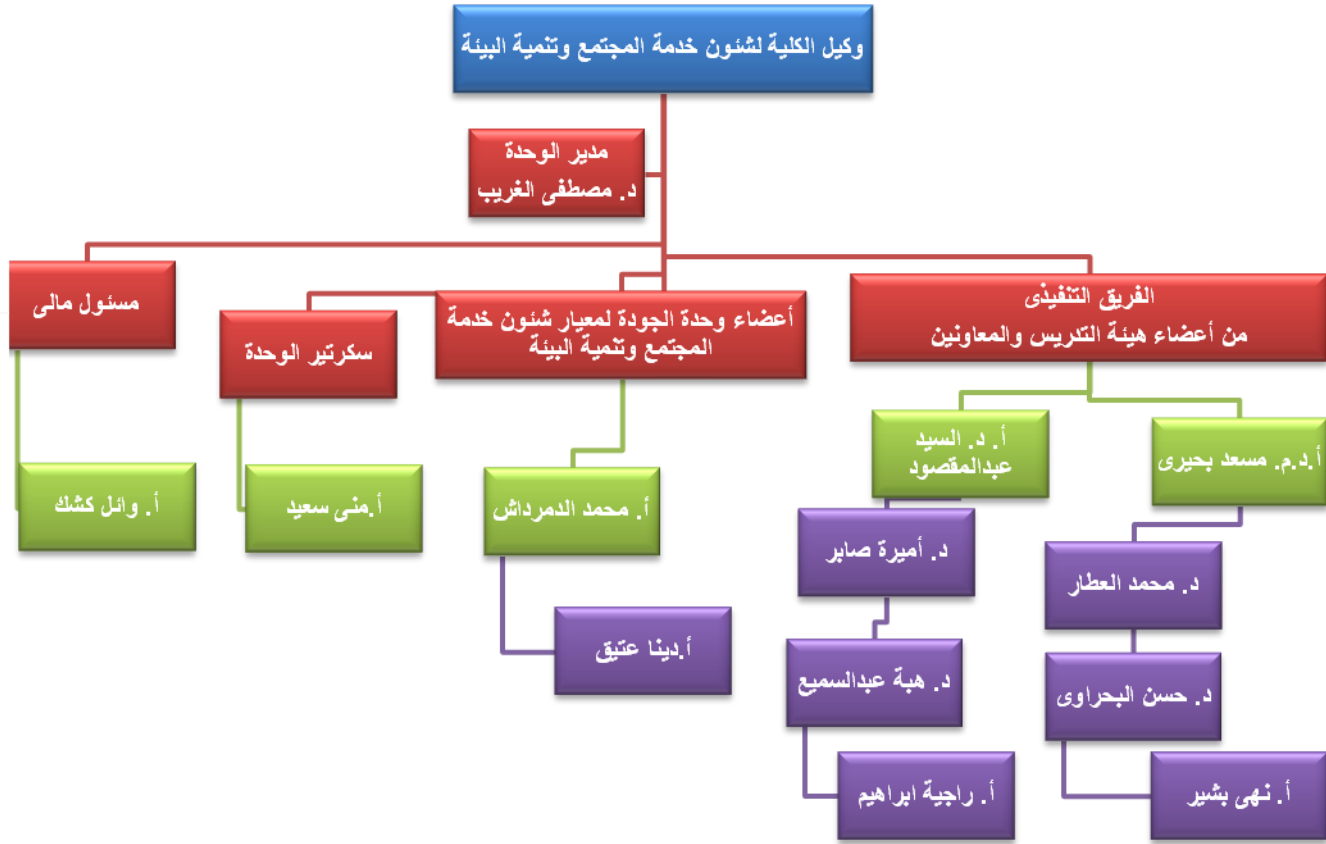 وكيل الكلية لشئون خدمة المجتمع وتنمية البيئة
مدير الوحدة
د. مصطفى الغريب
الفريق التنفيذى
من أعضاء هيئة التدريس والمعاونين
أعضاء وحدة الجودة لمعيار شئون خدمة
المجتمع وتنمية البيئة
سكرتير الوحدة
مسئول مالى
أ.د.م. مسعد بحيرى
أ. د. السيد
عبدالمقصود
أ. محمد الدمرداش
أ.منى سعيد
أ. وائل كشك
د. محمد العطار
د. أميرة صابر
أ.دينا عتيق
د. حسن البحراوى
د. هبة عبدالسميع
أ. نهى بشير
أ. راجية ابراهيم